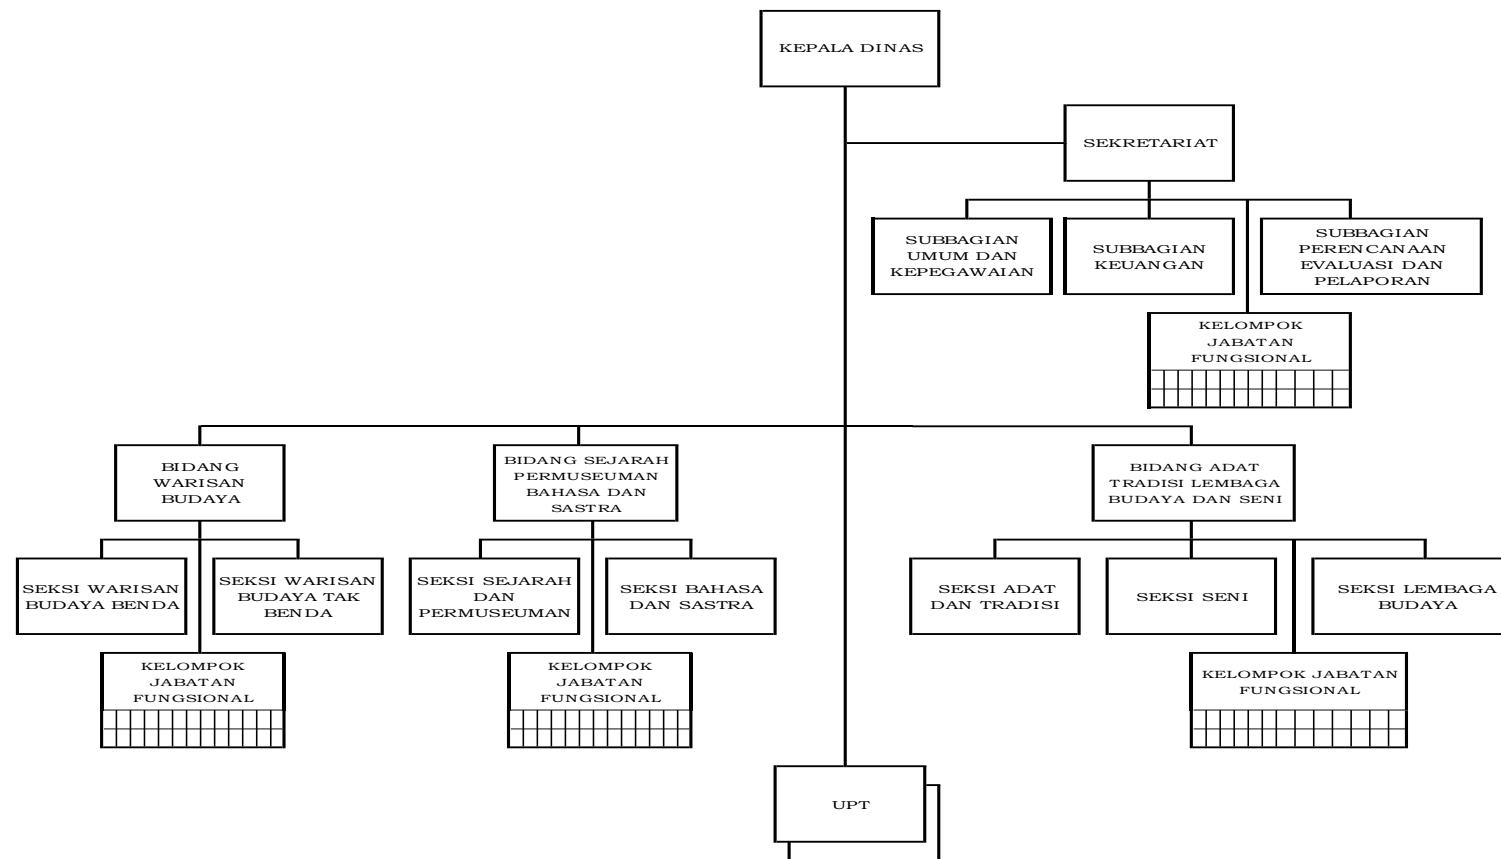 KEPALA DINAS
SEKRETARIAT
SUBBAGIAN
UMUM DAN
KEPEGAWAIAN
SUBBAGIAN
KEUANGAN
SUBBAGIAN
PERENCANAAN
EVALUASI DAN
PELAPORAN
KELOMPOK
JABATAN
FUNGSIONAL
BIDANG
WARISAN
BUDAYA
BIDANG SEJARAH
PERMUSEUMAN
BAHASA DAN
SASTRA
BIDANG ADAT
TRADISI LEMBAGA
BUDAYA DAN SENI
SEKSI WARISAN
BUDAYA BENDA
SEKSI WARISAN
BUDAYA TAK
BENDA
SEKSI SEJARAH
DAN
PERMUSEUMAN
SEKSI BAHASA
DAN SASTRA
SEKSI ADAT
DAN TRADISI
SEKSI SENI
SEKSI LEMBAGA
BUDAYA
KELOMPOK
JABATAN
FUNGSIONAL
KELOMPOK
JABATAN
FUNGSIONAL
KELOMPOK JABATAN
FUNGSIONAL
UPT